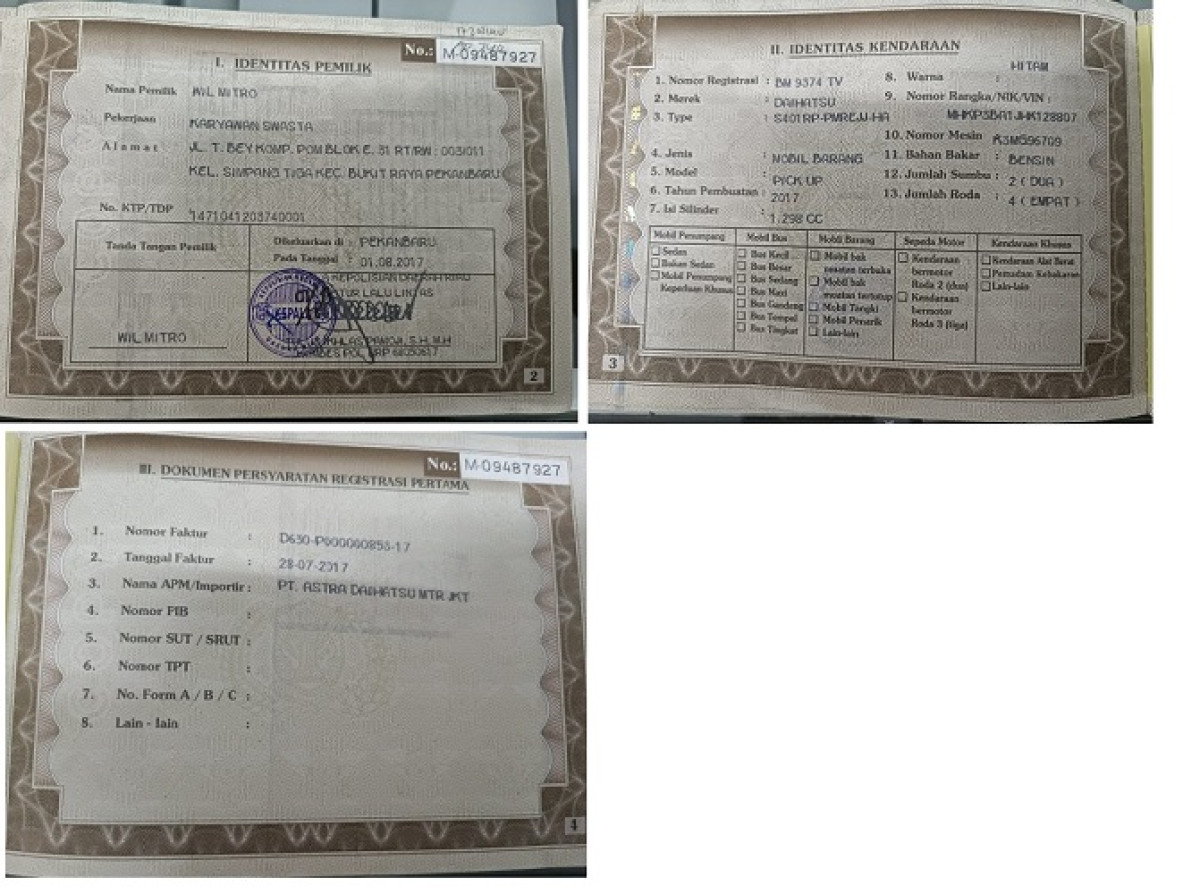 No.: M-09487927
I. IDENTITAS PEMILIK
Nama Pemilik WIL MITRO
Pekerjaan KARYAWAN SWASTA
Alamat JL. T. BEY KOMP. POM BLOK E. 31 RT/RW : 003/011
KEL. SIMPANG TIGA KEC. BUKIT RAYA PEKANBARU
No. KTP/TDP 1471041203740001
Tanda Tangan Pemilik
Dikeluarkan di : PEKANBARU
Pada Tanggal : 01.08.2017
KEPOLISIAN DAERAH RIAU
LALU LINTAS
WIL MITRO
2
II. IDENTITAS KENDARAAN
1. Nomor Registrasi : BM 9374 TV
2. Merek : DAIHATSU
3. Type : S401RP-PMREJJ-HA
4. Jenis : MOBIL BARANG
5. Model : PICK UP
6. Tahun Pembuatan : 2017
7. Isi Silinder : 1.298 CC
8. Warna : HITAM
9. Nomor Rangka/NIK/VIN :
MHKP3BA1JHK128807
10. Nomor Mesin K3MG96709
11. Bahan Bakar : BENSIN
12. Jumlah Sumbu : 2 ( DUA )
13. Jumlah Roda : 4 ( EMPAT )
Mobil Penumpang
Sedan
Bukan Sedan
Mobil Penumpang
Keperluan Khusus
Mobil Bus
Bus Kecil
Bus Besar
Bus Sedang
Bus Maxi
Bus Gandeng
Bus Tempel
Bus Tingkat
Mobil Barang
Mobil bak
muatan terbuka
Mobil bak
muatan tertutup
Mobil Tangki
Mobil Penarik
Lain-lain
Sepeda Motor
Kendaraan
bermotor
Roda 2 (dua)
Kendaraan
bermotor
Roda 3 (tiga)
Kendaraan Khusus
Kendaraan Alat Berat
Pemadam Kebakaran
Lain-lain
3
No.: M-09487927
III. DOKUMEN PERSYARATAN REGISTRASI PERTAMA
1. Nomor Faktur : D630-P000000858-17
2. Tanggal Faktur : 28-07-2017
3. Nama APM/Importir : PT. ASTRA DAIHATSU MTR JKT
4. Nomor PIB :
5. Nomor SUT / SRUT :
6. Nomor TPT :
7. No. Form A / B / C :
8. Lain - lain :
4